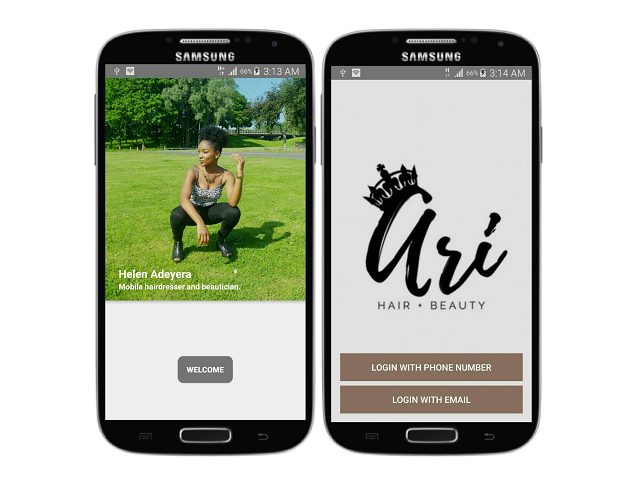 SAMSUNG
66% 3:13 AM
Helen Adeyera
Mobile hairdresser and beautician.
WELCOME
SAMSUNG
66% 3:14 AM
ari
HAIR + BEAUTY
LOGIN WITH PHONE NUMBER
LOGIN WITH EMAIL